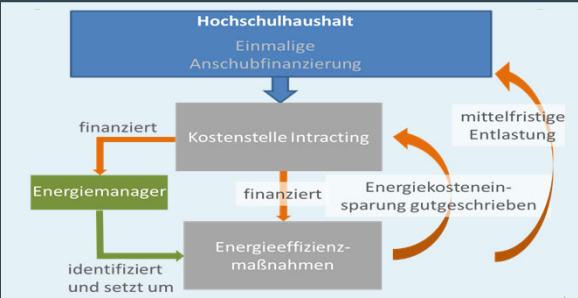 Hochschulhaushalt
Einmalige
Anschubfinanzierung
finanziert
Kostenstelle Intracting
mittelfristige
Entlastung
Energiemanager
finanziert
Energiekostenein-
sparung gutgeschrieben
Energieeffizienz-
maßnahmen
identifiziert
und setzt um